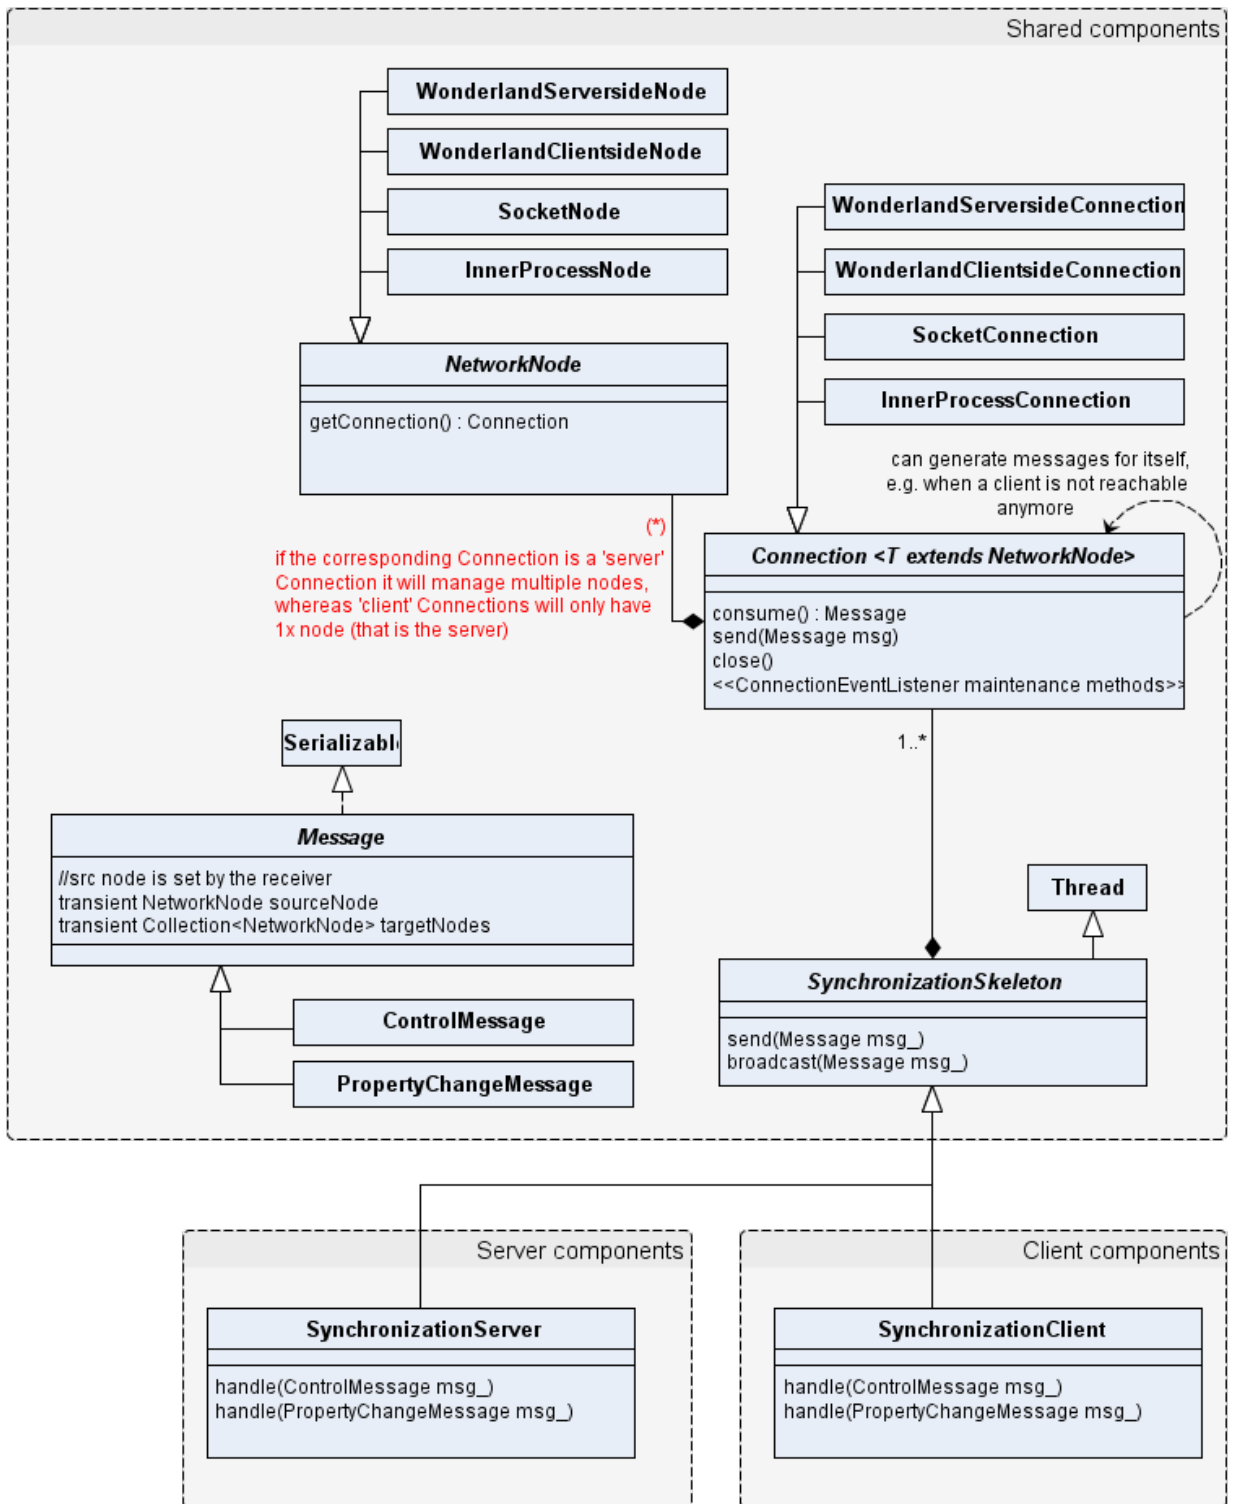 Shared components
WonderlandServersideNode
WonderlandClientsideNode
SocketNode
InnerProcessNode
NetworkNode
getConnection() : Connection
WonderlandServersideConnection
WonderlandClientsideConnection
SocketConnection
InnerProcessConnection
can generate messages for itself,
e.g. when a client is not reachable
anymore
(*)
if the corresponding Connection is a 'server'
Connection it will manage multiple nodes,
whereas 'client' Connections will only have
1x node (that is the server)
Connection <T extends NetworkNode>
consume() : Message
send(Message msg)
close()
<<ConnectionEventListener maintenance methods>>
1..*
Serializabl
Message
//src node is set by the receiver
transient NetworkNode sourceNode
transient Collection<NetworkNode> targetNodes
ControlMessage
PropertyChangeMessage
Thread
SynchronizationSkeleton
send(Message msg_)
broadcast(Message msg_)
Server components
SynchronizationServer
handle(ControlMessage msg_)
handle(PropertyChangeMessage msg_)
Client components
SynchronizationClient
handle(ControlMessage msg_)
handle(PropertyChangeMessage msg_)